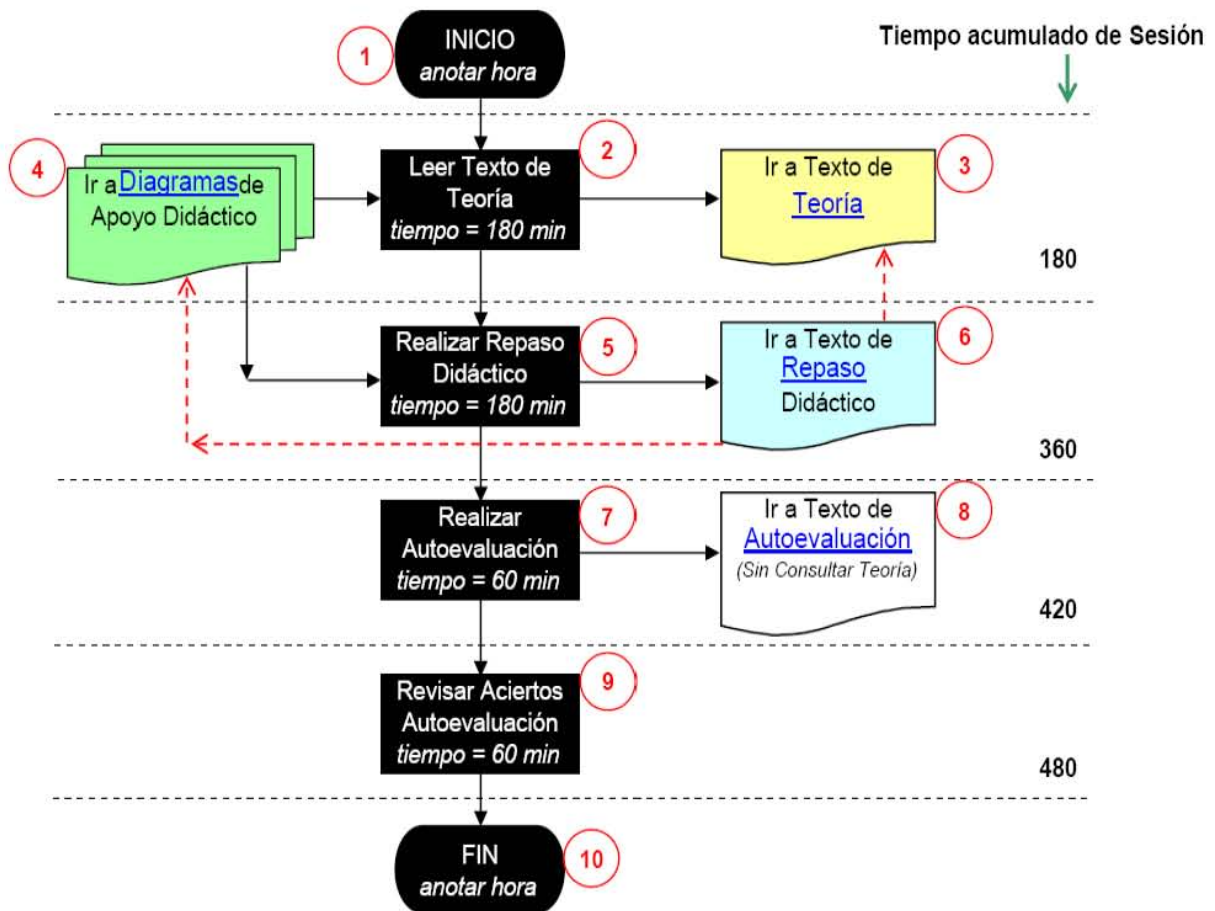 INICIO
anotar hora
1
Tiempo acumulado de Sesión
4
Ir a Diagramas de
Apoyo Didáctico
2
Leer Texto de
Teoría
tiempo = 180 min
3
Ir a Texto de
Teoría
180
5
Realizar Repaso
Didáctico
tiempo = 180 min
6
Ir a Texto de
Repaso
Didáctico
360
7
Realizar
Autoevaluación
tiempo = 60 min
8
Ir a Texto de
Autoevaluación
(Sin Consultar Teoría)
420
9
Revisar Aciertos
Autoevaluación
tiempo = 60 min
480
FIN
anotar hora
10